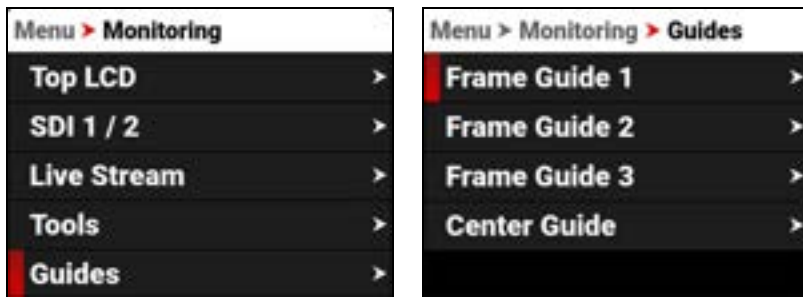 Menu > Monitoring
Top LCD >
SDI 1 / 2 >
Live Stream >
Tools >
Guides >
Menu > Monitoring > Guides
Frame Guide 1 >
Frame Guide 2 >
Frame Guide 3 >
Center Guide >